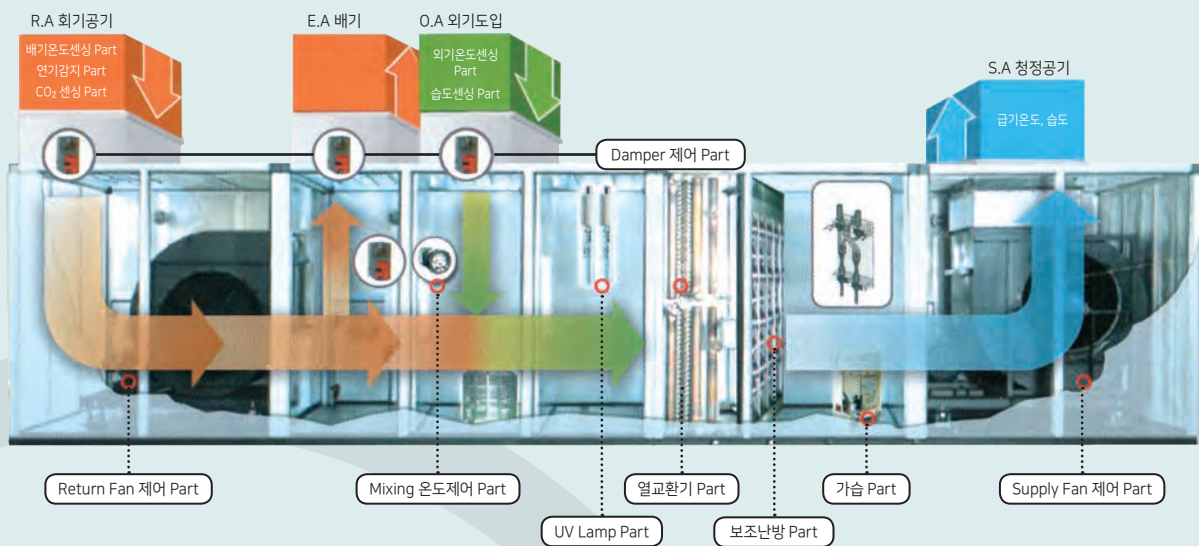 R.A 회기공기
E.A 배기
O.A 외기도입
배기온도센싱 Part
연기감지 Part
CO₂ 센싱 Part
외기온도센싱
Part
습도센싱 Part
S.A 청정공기
급기온도, 습도
Damper 제어 Part
Return Fan 제어 Part
Mixing 온도제어 Part
열교환기 Part
가습 Part
Supply Fan 제어 Part
UV Lamp Part
보조난방 Part